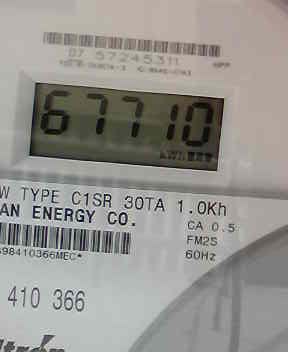 07 57245311
67710
KWh
W TYPE C1SR 30TA 1.0Kh
AN ENERGY CO.
CA 0.5
FM2S
60Hz
98410366MEC*
410 366